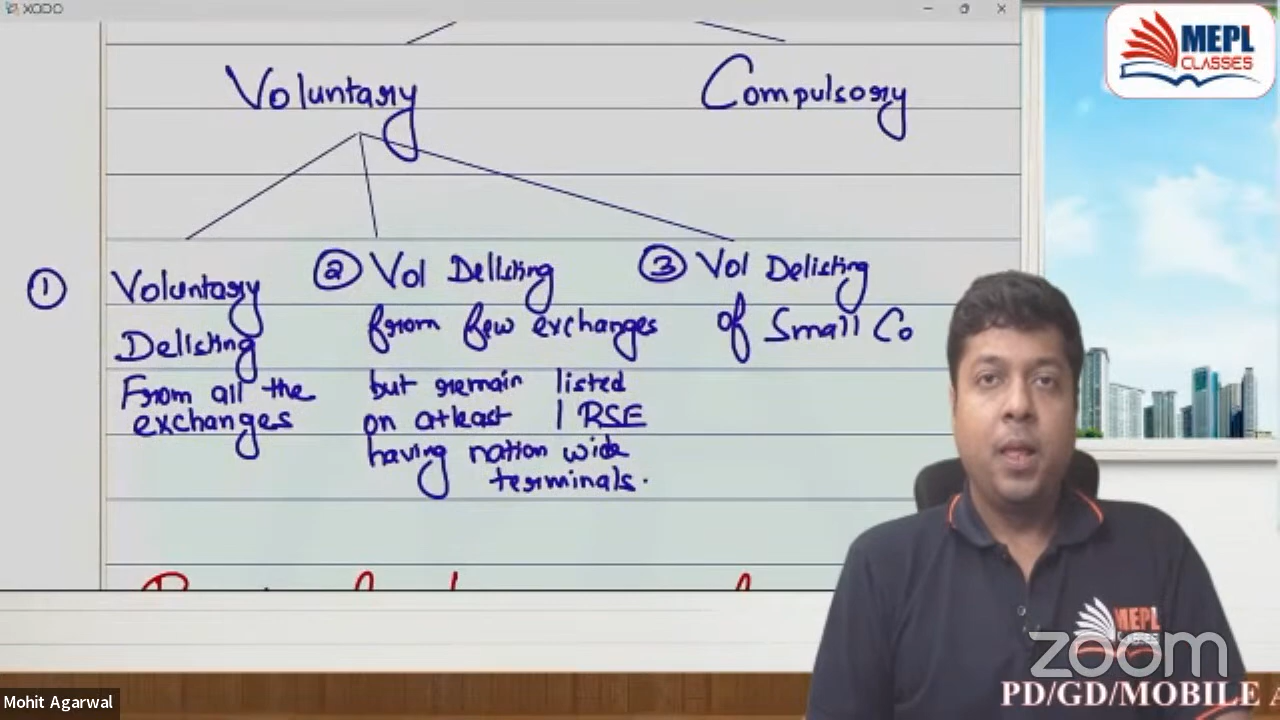 XODO
MEPL
CLASSES
Voluntary
Compulsory
① Voluntary
Delisting
From all the
exchanges
② Vol Delisting
from few exchanges
but remain listed
on atleast 1 RSE
having nation wide
terminals.
③ Vol Delisting
of Small Co
MEPL
CLASSES
zoom
Mohit Agarwal
PD/GD/MOBILE